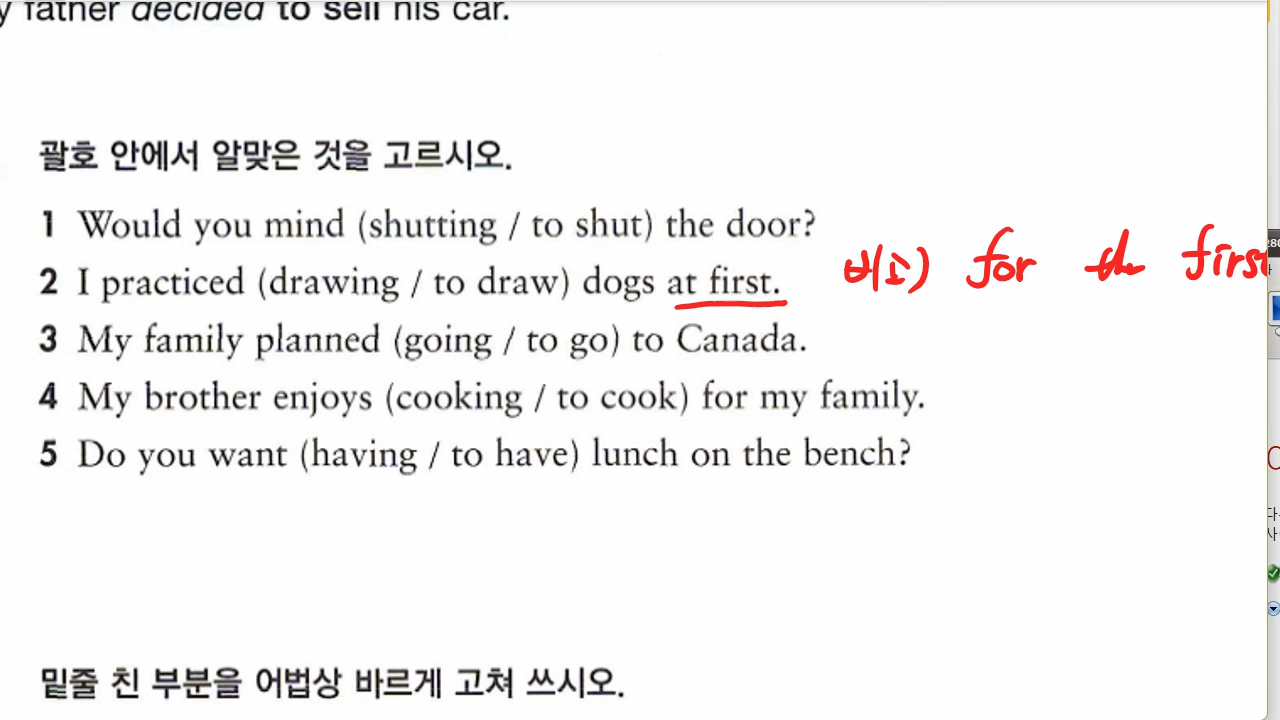 father decided to sell his car.
괄호 안에서 알맞은 것을 고르시오.
1 Would you mind (shutting / to shut) the door?
2 I practiced (drawing / to draw) dogs at first.
비교) for the first
3 My family planned (going / to go) to Canada.
4 My brother enjoys (cooking / to cook) for my family.
5 Do you want (having / to have) lunch on the bench?
밑줄 친 부분을 어법상 바르게 고쳐 쓰시오.